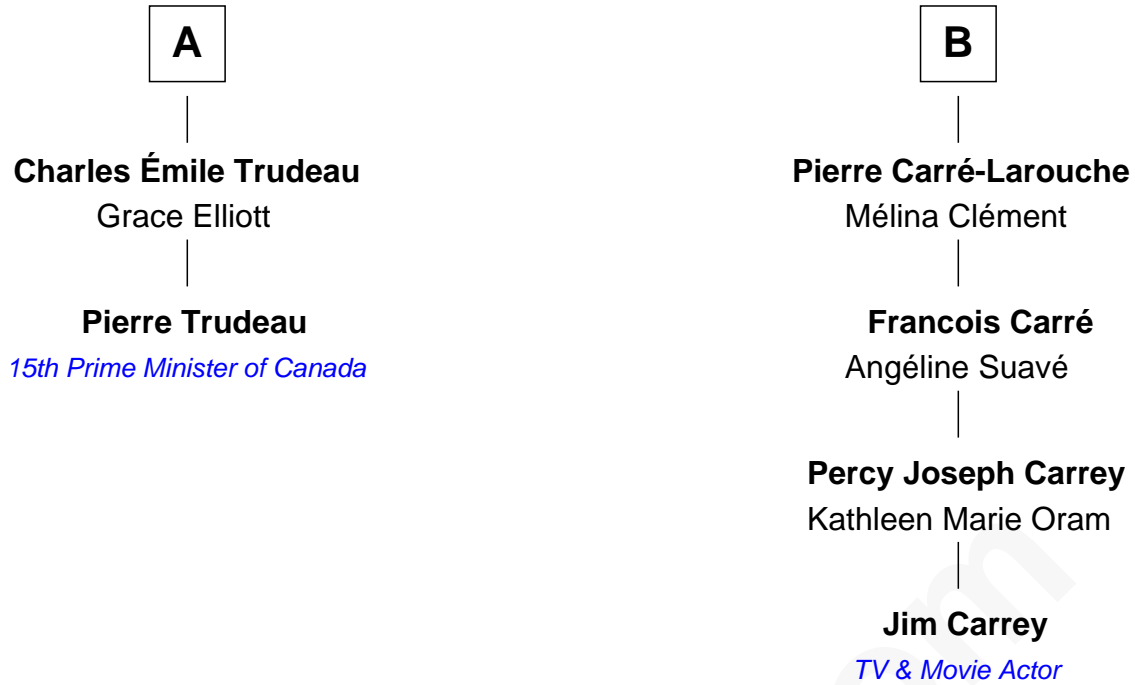 A
Charles Émile Trudeau
Grace Elliott
Pierre Trudeau
15th Prime Minister of Canada
B
Pierre Carré-Larouche
Mélina Clément
Francois Carré
Angéline Suavé
Percy Joseph Carrey
Kathleen Marie Oram
Jim Carrey
TV & Movie Actor